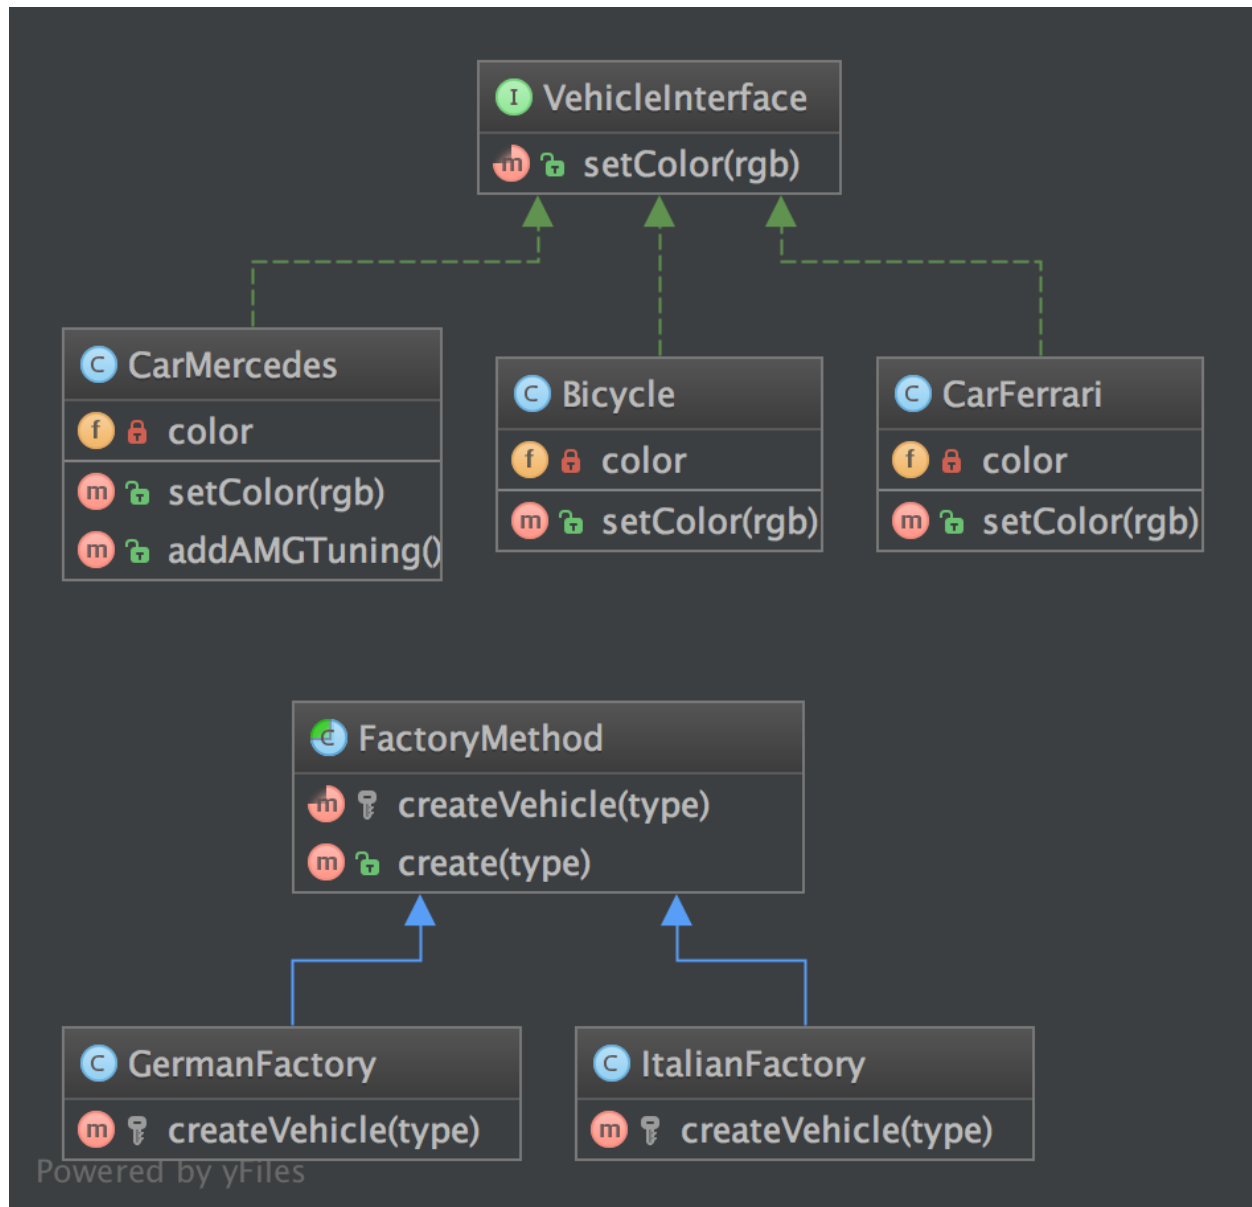 VehicleInterface
setColor(rgb)
CarMercedes
color
setColor(rgb)
addAMGTuning()
Bicycle
color
setColor(rgb)
CarFerrari
color
setColor(rgb)
FactoryMethod
createVehicle(type)
create(type)
GermanFactory
createVehicle(type)
ItalianFactory
createVehicle(type)
Powered by yFiles